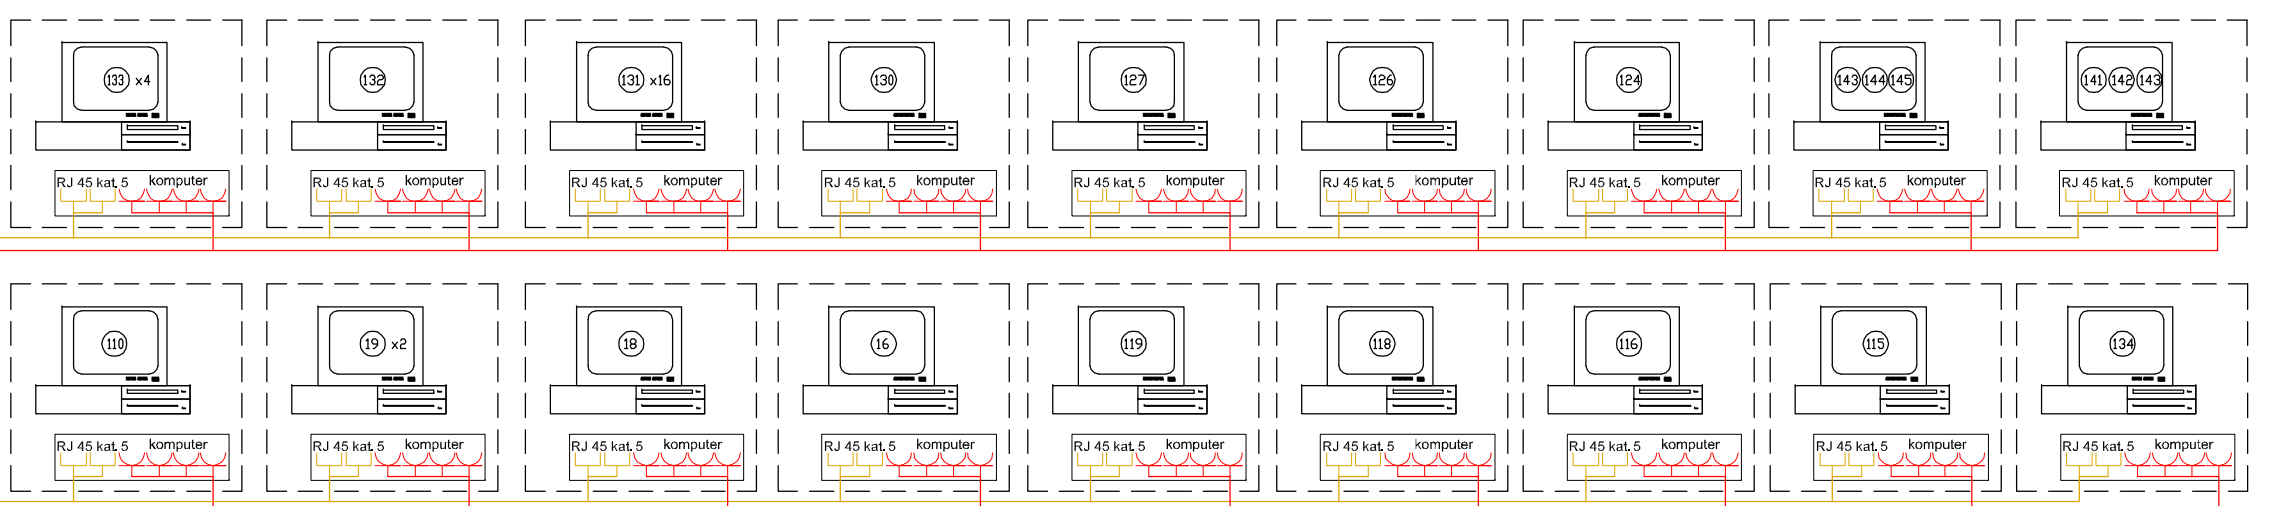 133 x4 132 131 x16 130 127 126 124 143 144 145 141 142 143
RJ 45 kat. 5 komputer RJ 45 kat. 5 komputer RJ 45 kat. 5 komputer RJ 45 kat. 5 komputer RJ 45 kat. 5 komputer RJ 45 kat. 5 komputer RJ 45 kat. 5 komputer RJ 45 kat. 5 komputer RJ 45 kat. 5 komputer
110 19 x2 18 16 119 118 116 115 134
RJ 45 kat. 5 komputer RJ 45 kat. 5 komputer RJ 45 kat. 5 komputer RJ 45 kat. 5 komputer RJ 45 kat. 5 komputer RJ 45 kat. 5 komputer RJ 45 kat. 5 komputer RJ 45 kat. 5 komputer RJ 45 kat. 5 komputer